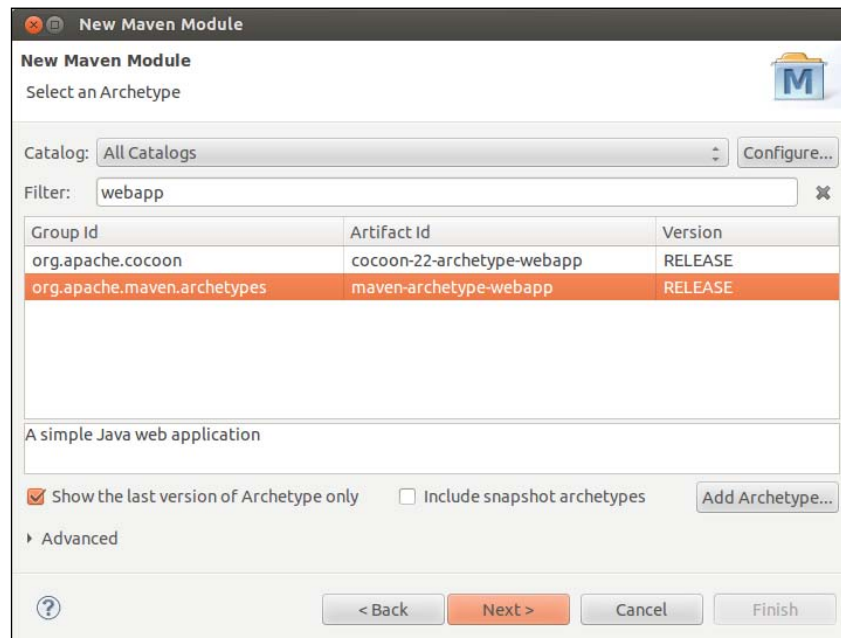 New Maven Module
New Maven Module
Select an Archetype
M
Catalog: All Catalogs Configure...
Filter: webapp
Group Id Artifact Id Version
org.apache.cocoon cocoon-22-archetype-webapp RELEASE
org.apache.maven.archetypes maven-archetype-webapp RELEASE
A simple Java web application
Show the last version of Archetype only Include snapshot archetypes Add Archetype...
Advanced
? < Back Next > Cancel Finish